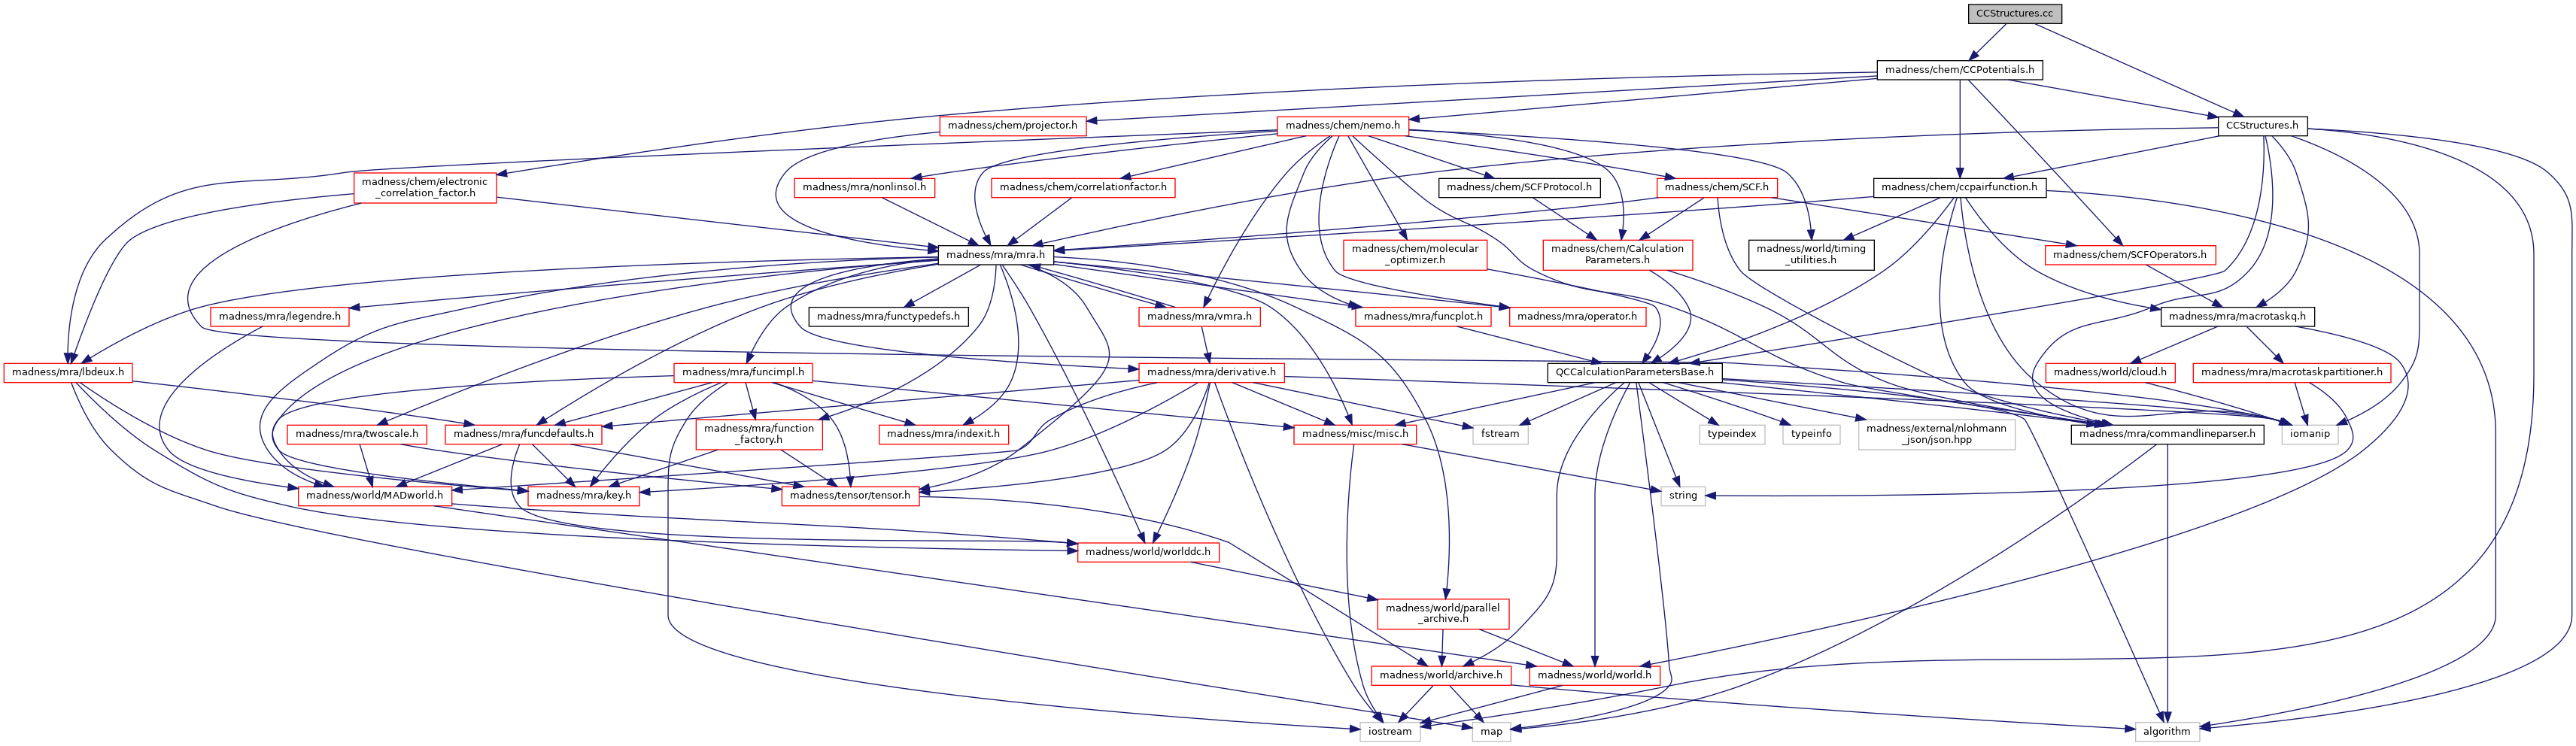 CCStructures.cc
madness/chem/CCPotentials.h
madness/chem/projector.h
madness/chem/nemo.h
CCStructures.h
madness/chem/electronic
_correlation_factor.h
madness/mra/nonlinsol.h
madness/chem/correlationfactor.h
madness/chem/SCFProtocol.h
madness/chem/SCF.h
madness/chem/ccpairfunction.h
madness/mra/mra.h
madness/chem/molecular
_optimizer.h
madness/chem/Calculation
Parameters.h
madness/world/timing
_utilities.h
madness/chem/SCFOperators.h
madness/mra/legendre.h
madness/mra/functypedefs.h
madness/mra/vmra.h
madness/mra/funcplot.h
madness/mra/operator.h
madness/mra/macrotaskq.h
madness/mra/lbdeux.h
madness/mra/funcimpl.h
madness/mra/derivative.h
QCCalculationParametersBase.h
madness/world/cloud.h
madness/mra/macrotaskpartitioner.h
madness/mra/twoscale.h
madness/mra/funcdefaults.h
madness/mra/function
_factory.h
madness/mra/indexit.h
madness/misc/misc.h
fstream
typeindex
typeinfo
madness/external/nlohmann
_json/json.hpp
madness/mra/commandlineparser.h
iomanip
madness/world/MADworld.h
madness/mra/key.h
madness/tensor/tensor.h
string
madness/world/worlddc.h
madness/world/parallel
_archive.h
madness/world/archive.h
madness/world/world.h
iostream
map
algorithm